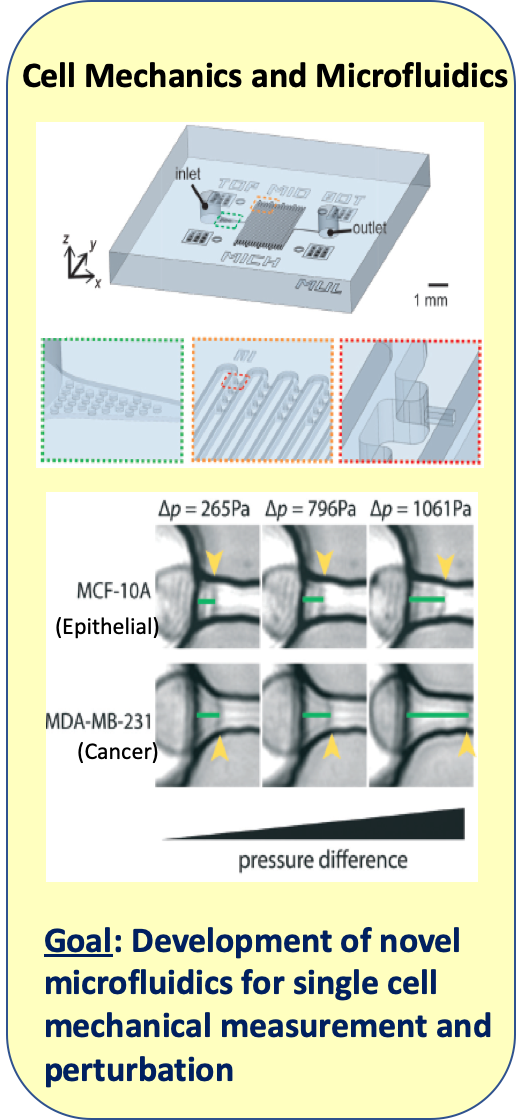 Cell Mechanics and Microfluidics
inlet
TOP MID BOT
outlet
MICH
MUL
z
y
x
1 mm
MI
Δp = 265Pa Δp = 796Pa Δp = 1061Pa
MCF-10A
(Epithelial)
MDA-MB-231
(Cancer)
pressure difference
Goal: Development of novel
microfluidics for single cell
mechanical measurement and
perturbation